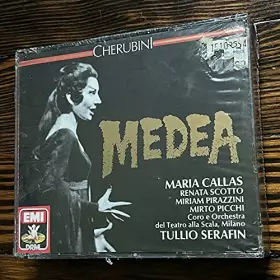 CHERUBINI
MEDEA
MARIA CALLAS
RENATA SCOTTO
MIRIAM PIRAZZINI
MIRTO PICCHI
Coro e Orchestra
del Teatro alla Scala, Milano
TULLIO SERAFIN
EMI
DRM